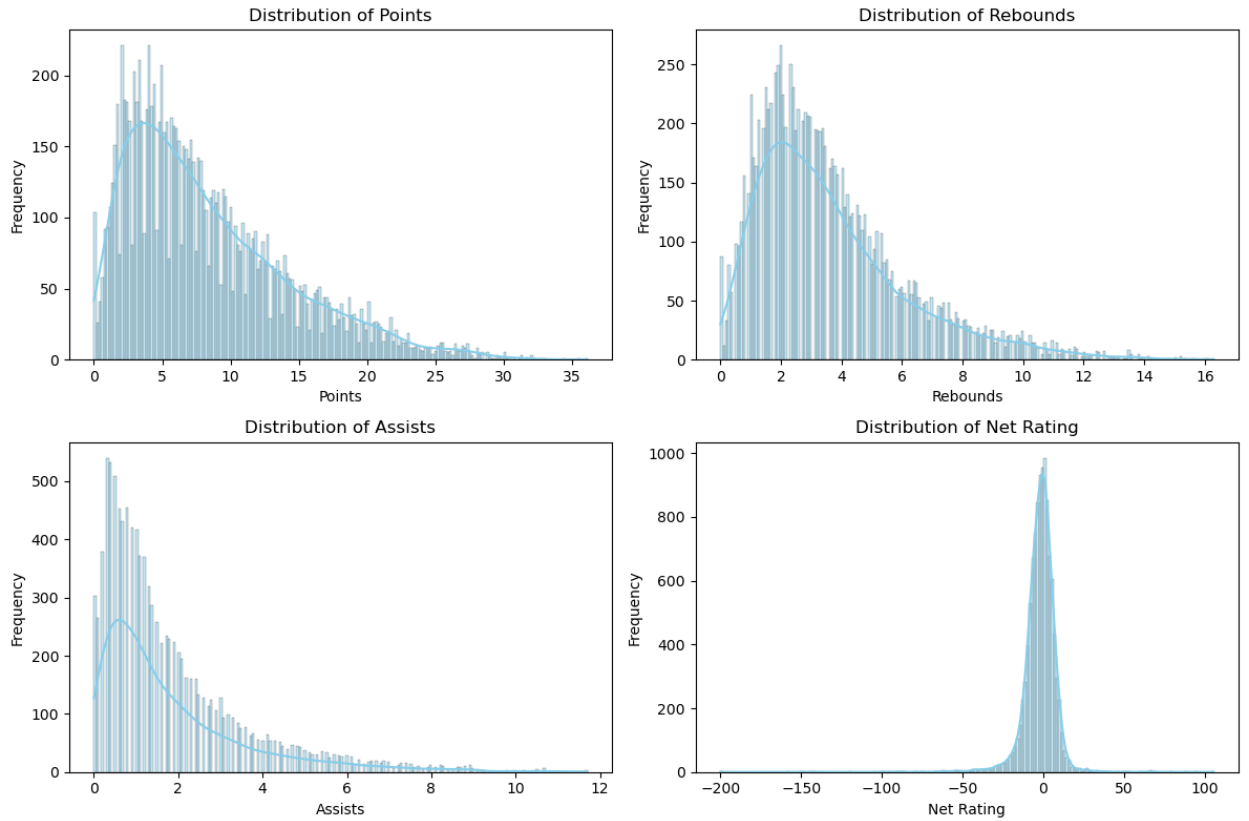 Distribution of Points
Frequency
200
150
100
50
0
0 5 10 15 20 25 30 35
Points
Distribution of Rebounds
Frequency
250
200
150
100
50
0
0 2 4 6 8 10 12 14 16
Rebounds
Distribution of Assists
Frequency
500
400
300
200
100
0
0 2 4 6 8 10 12
Assists
Distribution of Net Rating
Frequency
1000
800
600
400
200
0
−200 −150 −100 −50 0 50 100
Net Rating